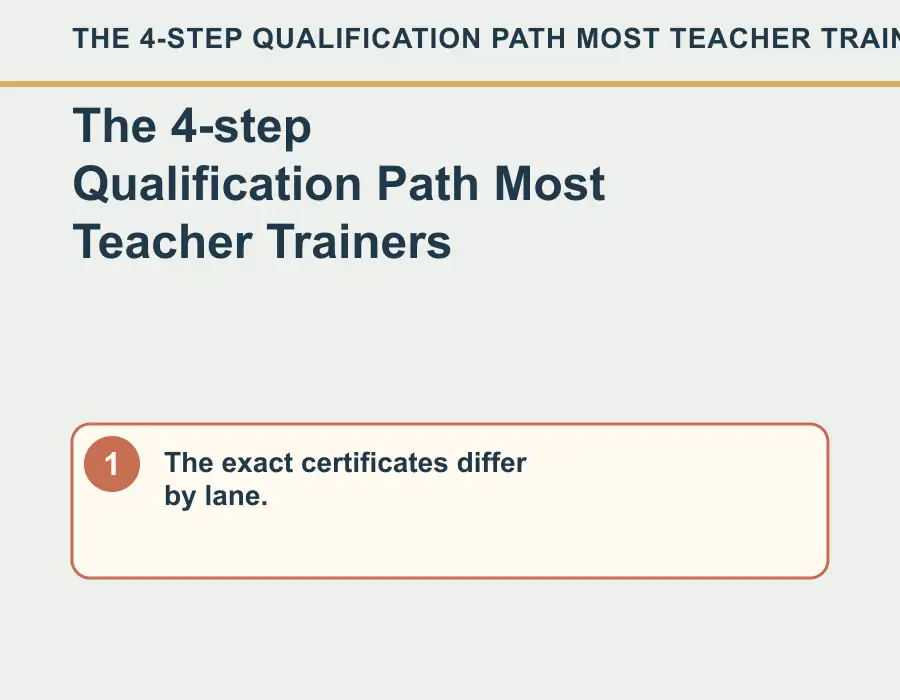 THE 4-STEP QUALIFICATION PATH MOST TEACHER TRAIN
The 4-step
Qualification Path Most
Teacher Trainers
1
The exact certificates differ
by lane.